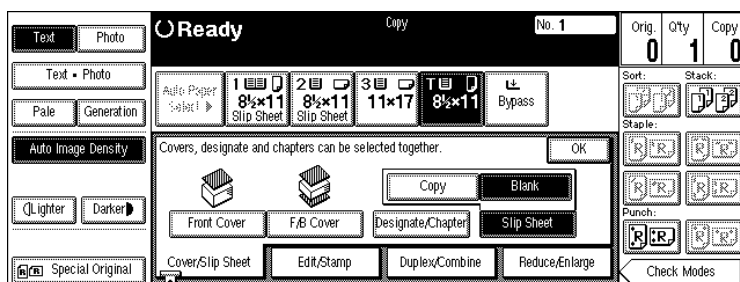 Text Photo
Text • Photo
Pale Generation
Auto Image Density
Lighter Darker
Special Original
Ready
Copy
No. 1
Auto Paper Select
1 8½×11 Slip Sheet
2 8½×11 Slip Sheet
3 11×17
T 8½×11
Bypass
Covers, designate and chapters can be selected together.
OK
Copy Blank
Front Cover F/B Cover Designate/Chapter Slip Sheet
Cover/Slip Sheet Edit/Stamp Duplex/Combine Reduce/Enlarge
Orig. Q'ty Copy
0 1 0
Sort: Stack:
Staple:
Punch:
Check Modes